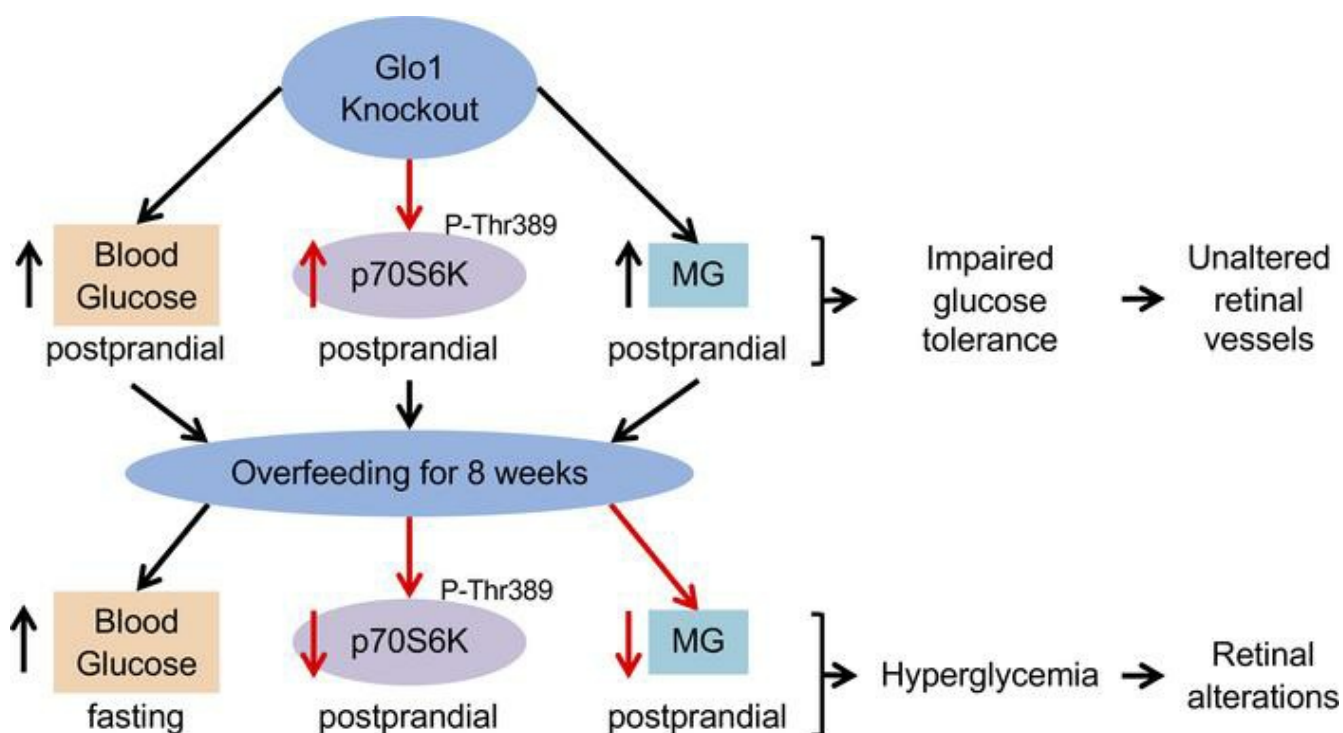 Glo1
Knockout
P-Thr389
Blood
Glucose
p70S6K
MG
postprandial
postprandial
postprandial
Impaired
glucose
tolerance
Unaltered
retinal
vessels
Overfeeding for 8 weeks
P-Thr389
Blood
Glucose
p70S6K
MG
fasting
postprandial
postprandial
Hyperglycemia
Retinal
alterations